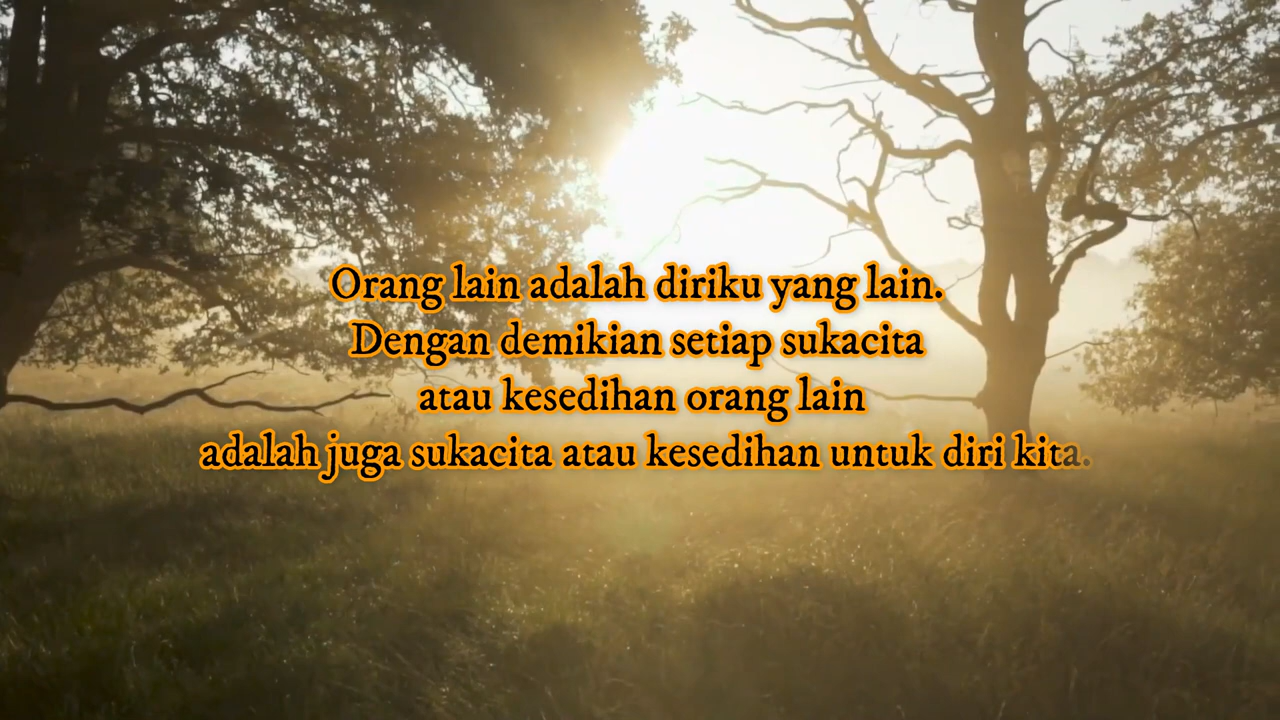 Orang lain adalah diriku yang lain.
Dengan demikian setiap sukacita
atau kesedihan orang lain
adalah juga sukacita atau kesedihan untuk diri kita.